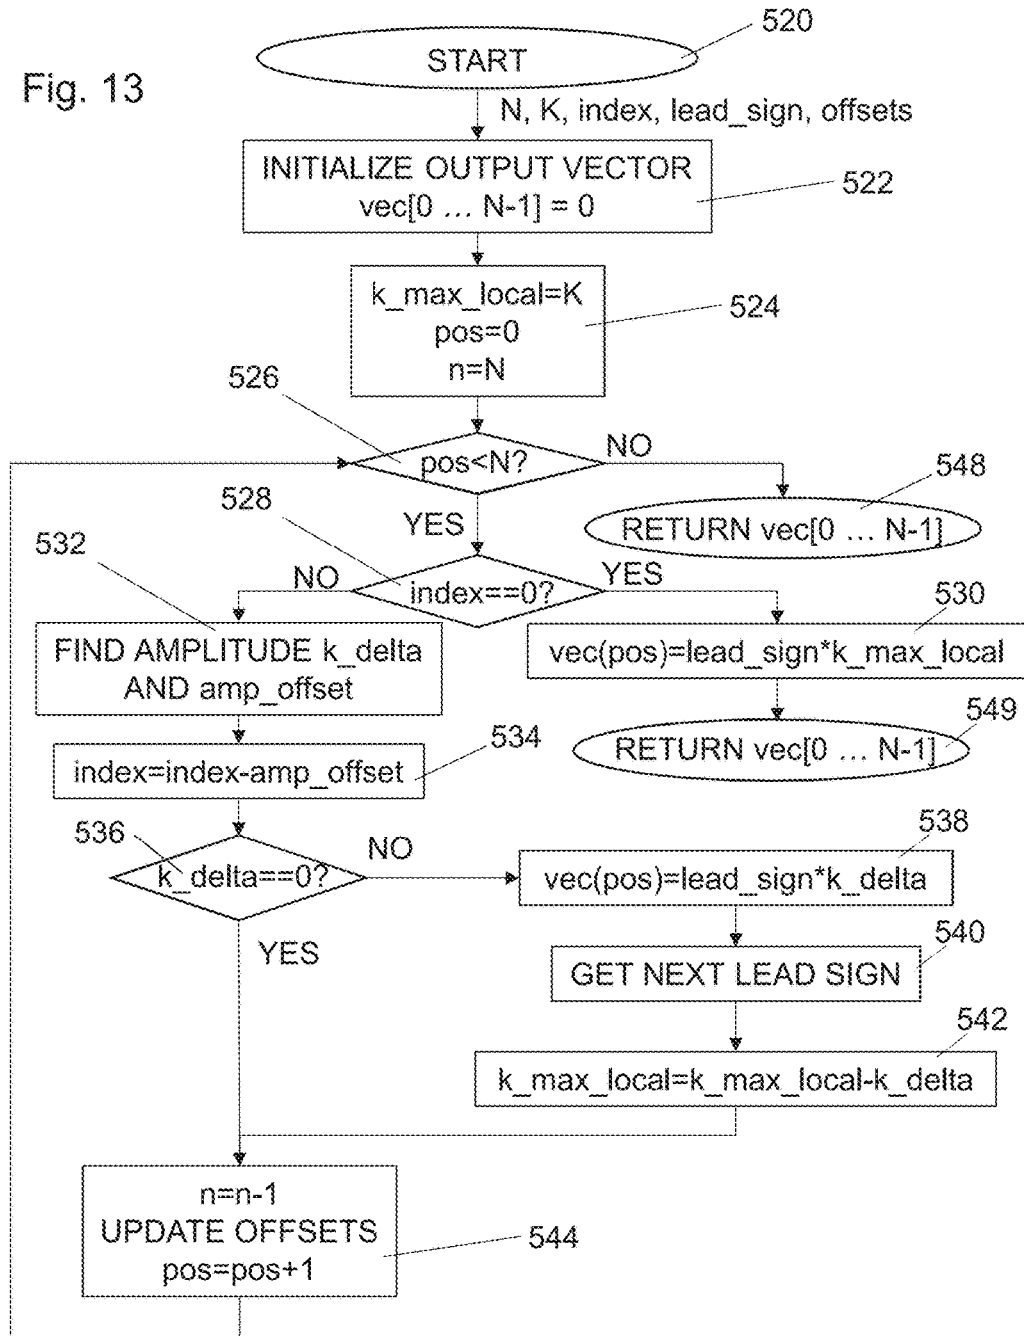 Fig. 13
520
START
N, K, index, lead_sign, offsets
INITIALIZE OUTPUT VECTOR
vec[0 ... N-1] = 0
522
k_max_local=K
pos=0
n=N
524
526
pos<N?
NO
YES
548
RETURN vec[0 ... N-1]
528
index==0?
NO
YES
532
FIND AMPLITUDE k_delta
AND amp_offset
530
vec(pos)=lead_sign*k_max_local
549
RETURN vec[0 ... N-1]
534
index=index-amp_offset
536
k_delta==0?
NO
YES
538
vec(pos)=lead_sign*k_delta
540
GET NEXT LEAD SIGN
542
k_max_local=k_max_local-k_delta
n=n-1
UPDATE OFFSETS
pos=pos+1
544